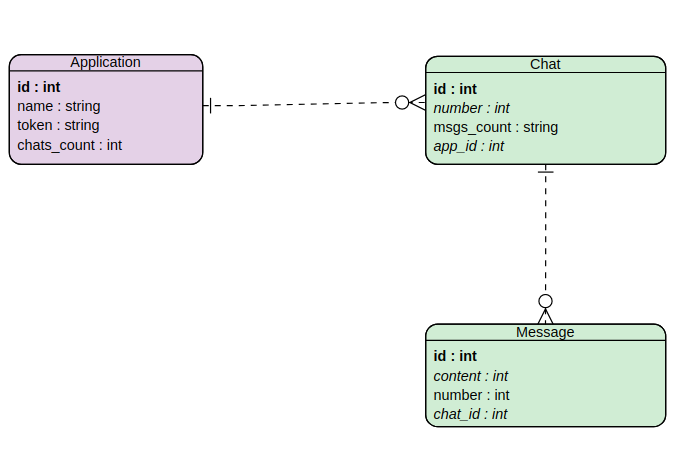 Application
id : int
name : string
token : string
chats_count : int
Chat
id : int
number : int
msgs_count : string
app_id : int
Message
id : int
content : int
number : int
chat_id : int